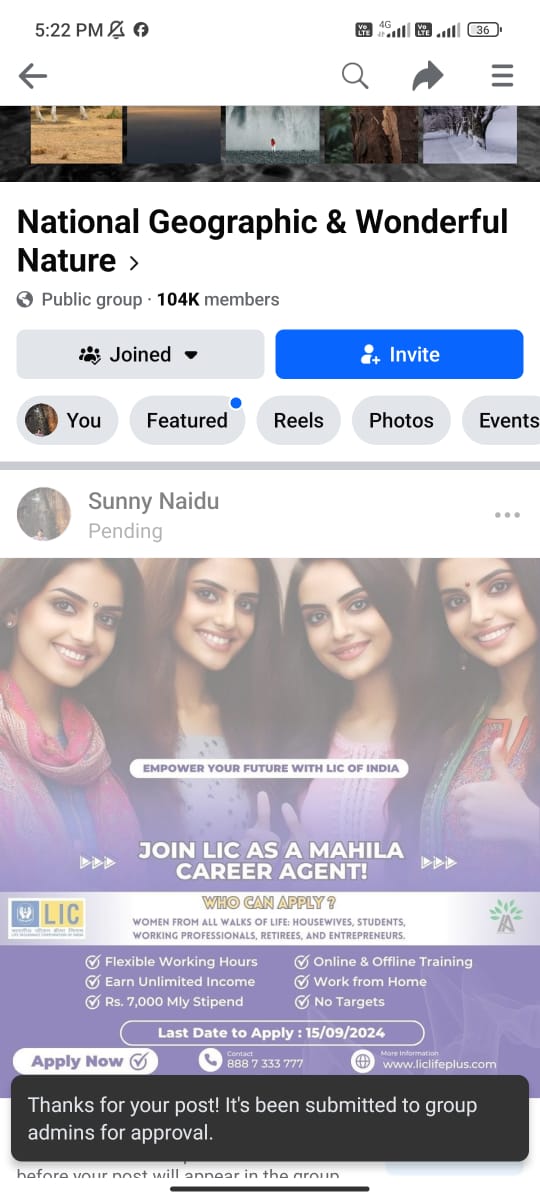 5:22 PM
Vo LTE 4G Vo LTE 36
National Geographic & Wonderful
Nature >
Public group · 104K members
Joined
Invite
You Featured Reels Photos Events
Sunny Naidu
Pending
EMPOWER YOUR FUTURE WITH LIC OF INDIA
JOIN LIC AS A MAHILA
CAREER AGENT!
LIC
WHO CAN APPLY ?
WOMEN FROM ALL WALKS OF LIFE: HOUSEWIVES, STUDENTS,
WORKING PROFESSIONALS, RETIREES, AND ENTREPRENEURS.
Flexible Working Hours
Earn Unlimited Income
Rs. 7,000 Mly Stipend
Online & Offline Training
Work from Home
No Targets
Last Date to Apply : 15/09/2024
Apply Now
Contact
888 7 333 777
More Information
www.liclifeplus.com
Thanks for your post! It's been submitted to group
admins for approval.
before your post will appear in the group